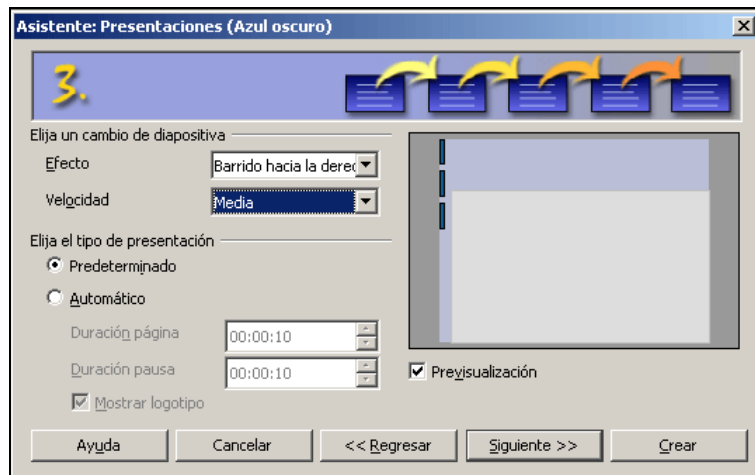 Asistente: Presentaciones (Azul oscuro)
3.
Elija un cambio de diapositiva
Efecto
Barrido hacia la derec
Velocidad
Media
Elija el tipo de presentación
Predeterminado
Automático
Duración página
00:00:10
Duración pausa
00:00:10
Mostrar logotipo
Previsualización
Ayuda
Cancelar
<< Regresar
Siguiente >>
Crear